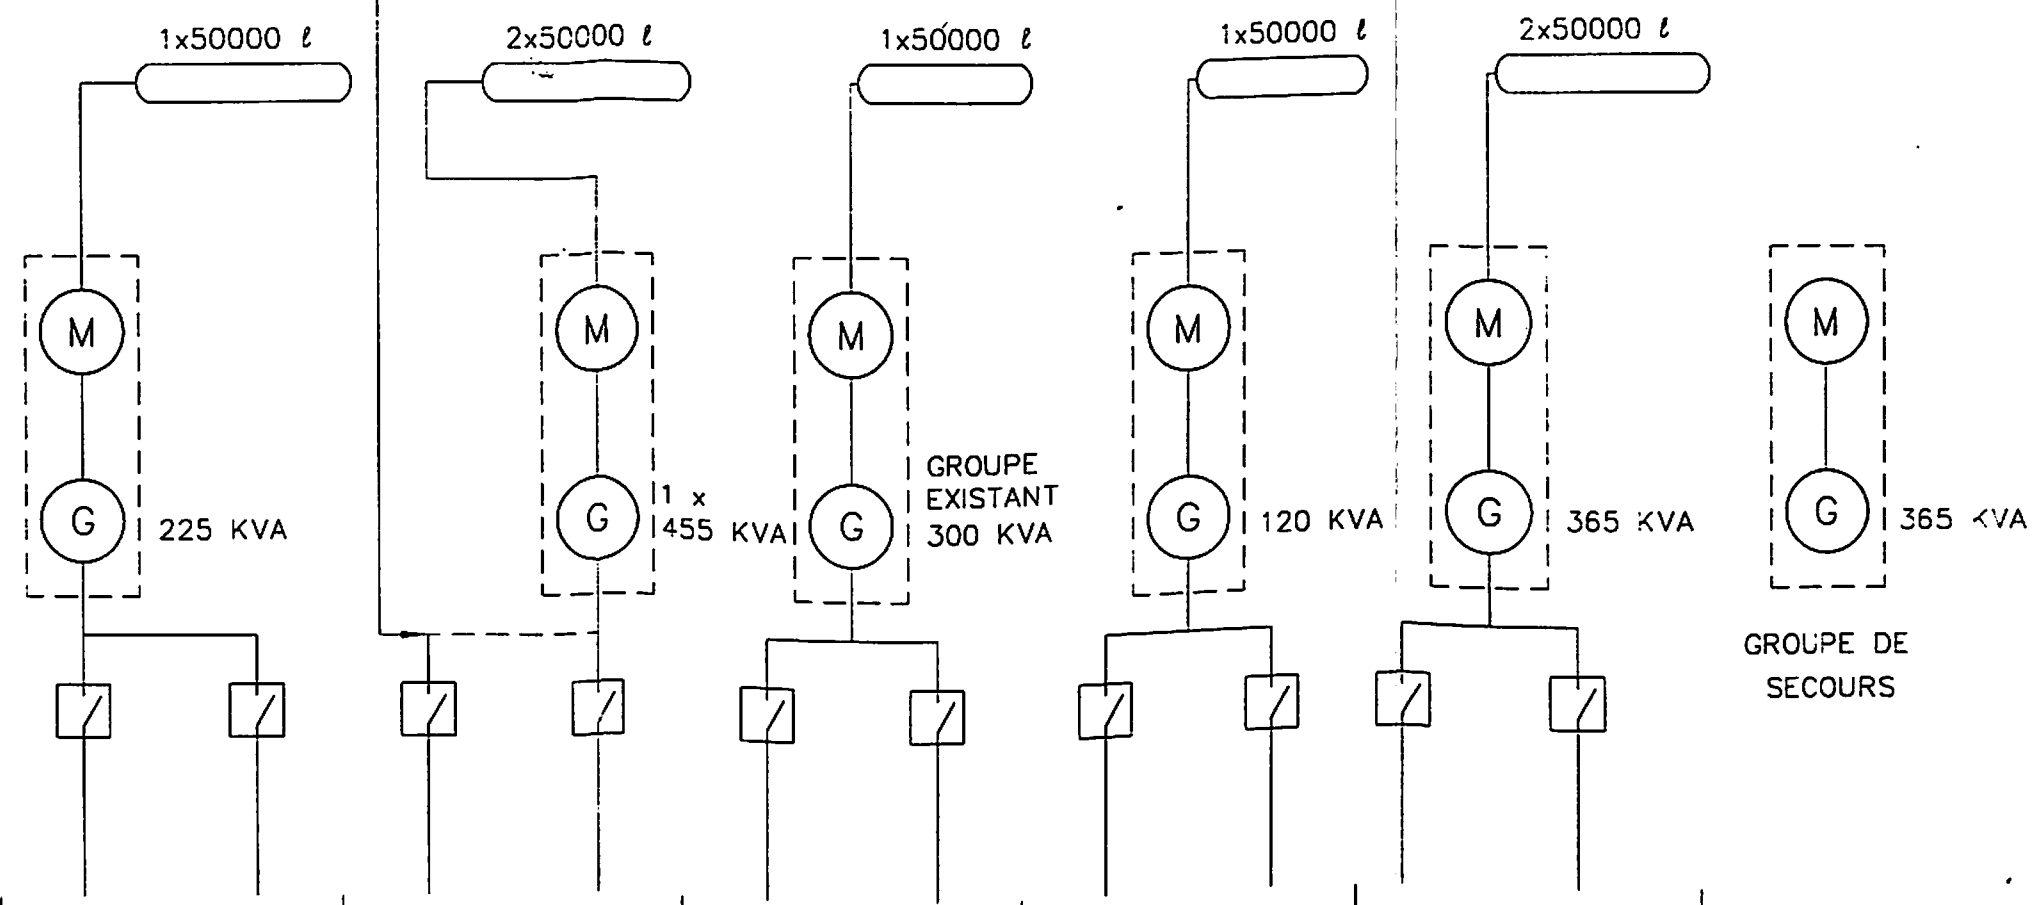 1x50000 ℓ
2x50000 ℓ
1x50000 ℓ
1x50000 ℓ
2x50000 ℓ
M
M
M
M
M
M
G
225 KVA
G
1 x
455 KVA
G
GROUPE
EXISTANT
300 KVA
G
120 KVA
G
365 KVA
G
365 KVA
GROUPE DE
SECOURS